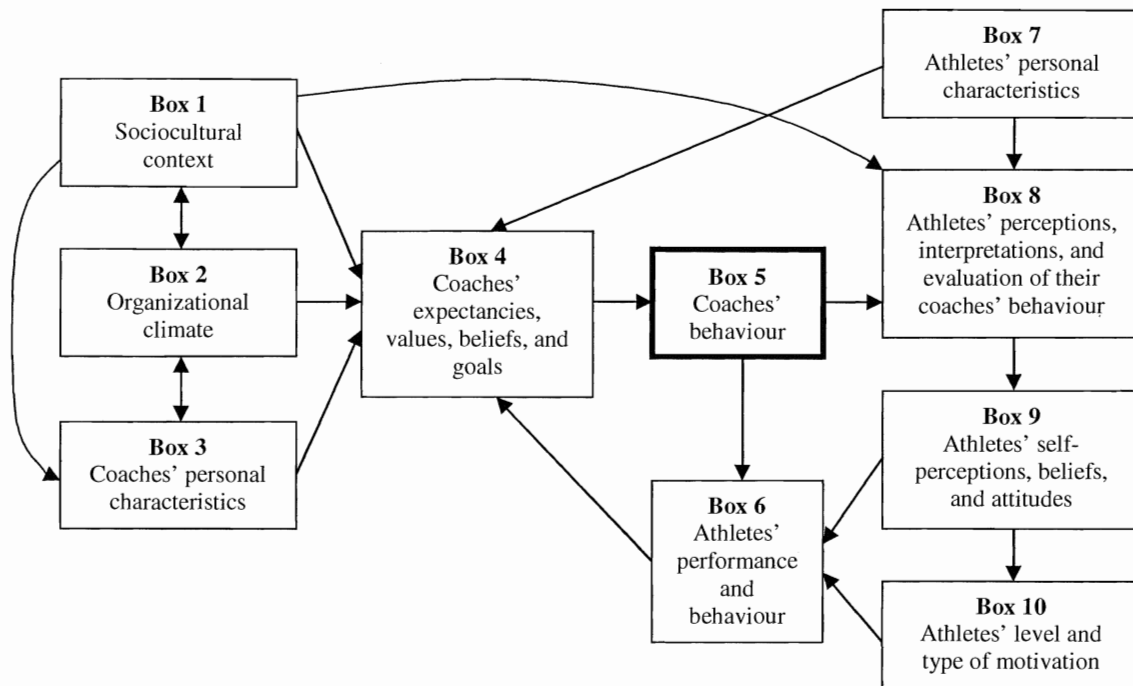 Box 1
Sociocultural
context
Box 2
Organizational
climate
Box 3
Coaches' personal
characteristics
Box 4
Coaches'
expectancies,
values, beliefs, and
goals
Box 5
Coaches'
behaviour
Box 6
Athletes'
performance
and
behaviour
Box 7
Athletes' personal
characteristics
Box 8
Athletes' perceptions,
interpretations, and
evaluation of their
coaches' behaviour
Box 9
Athletes' self-
perceptions, beliefs,
and attitudes
Box 10
Athletes' level and
type of motivation